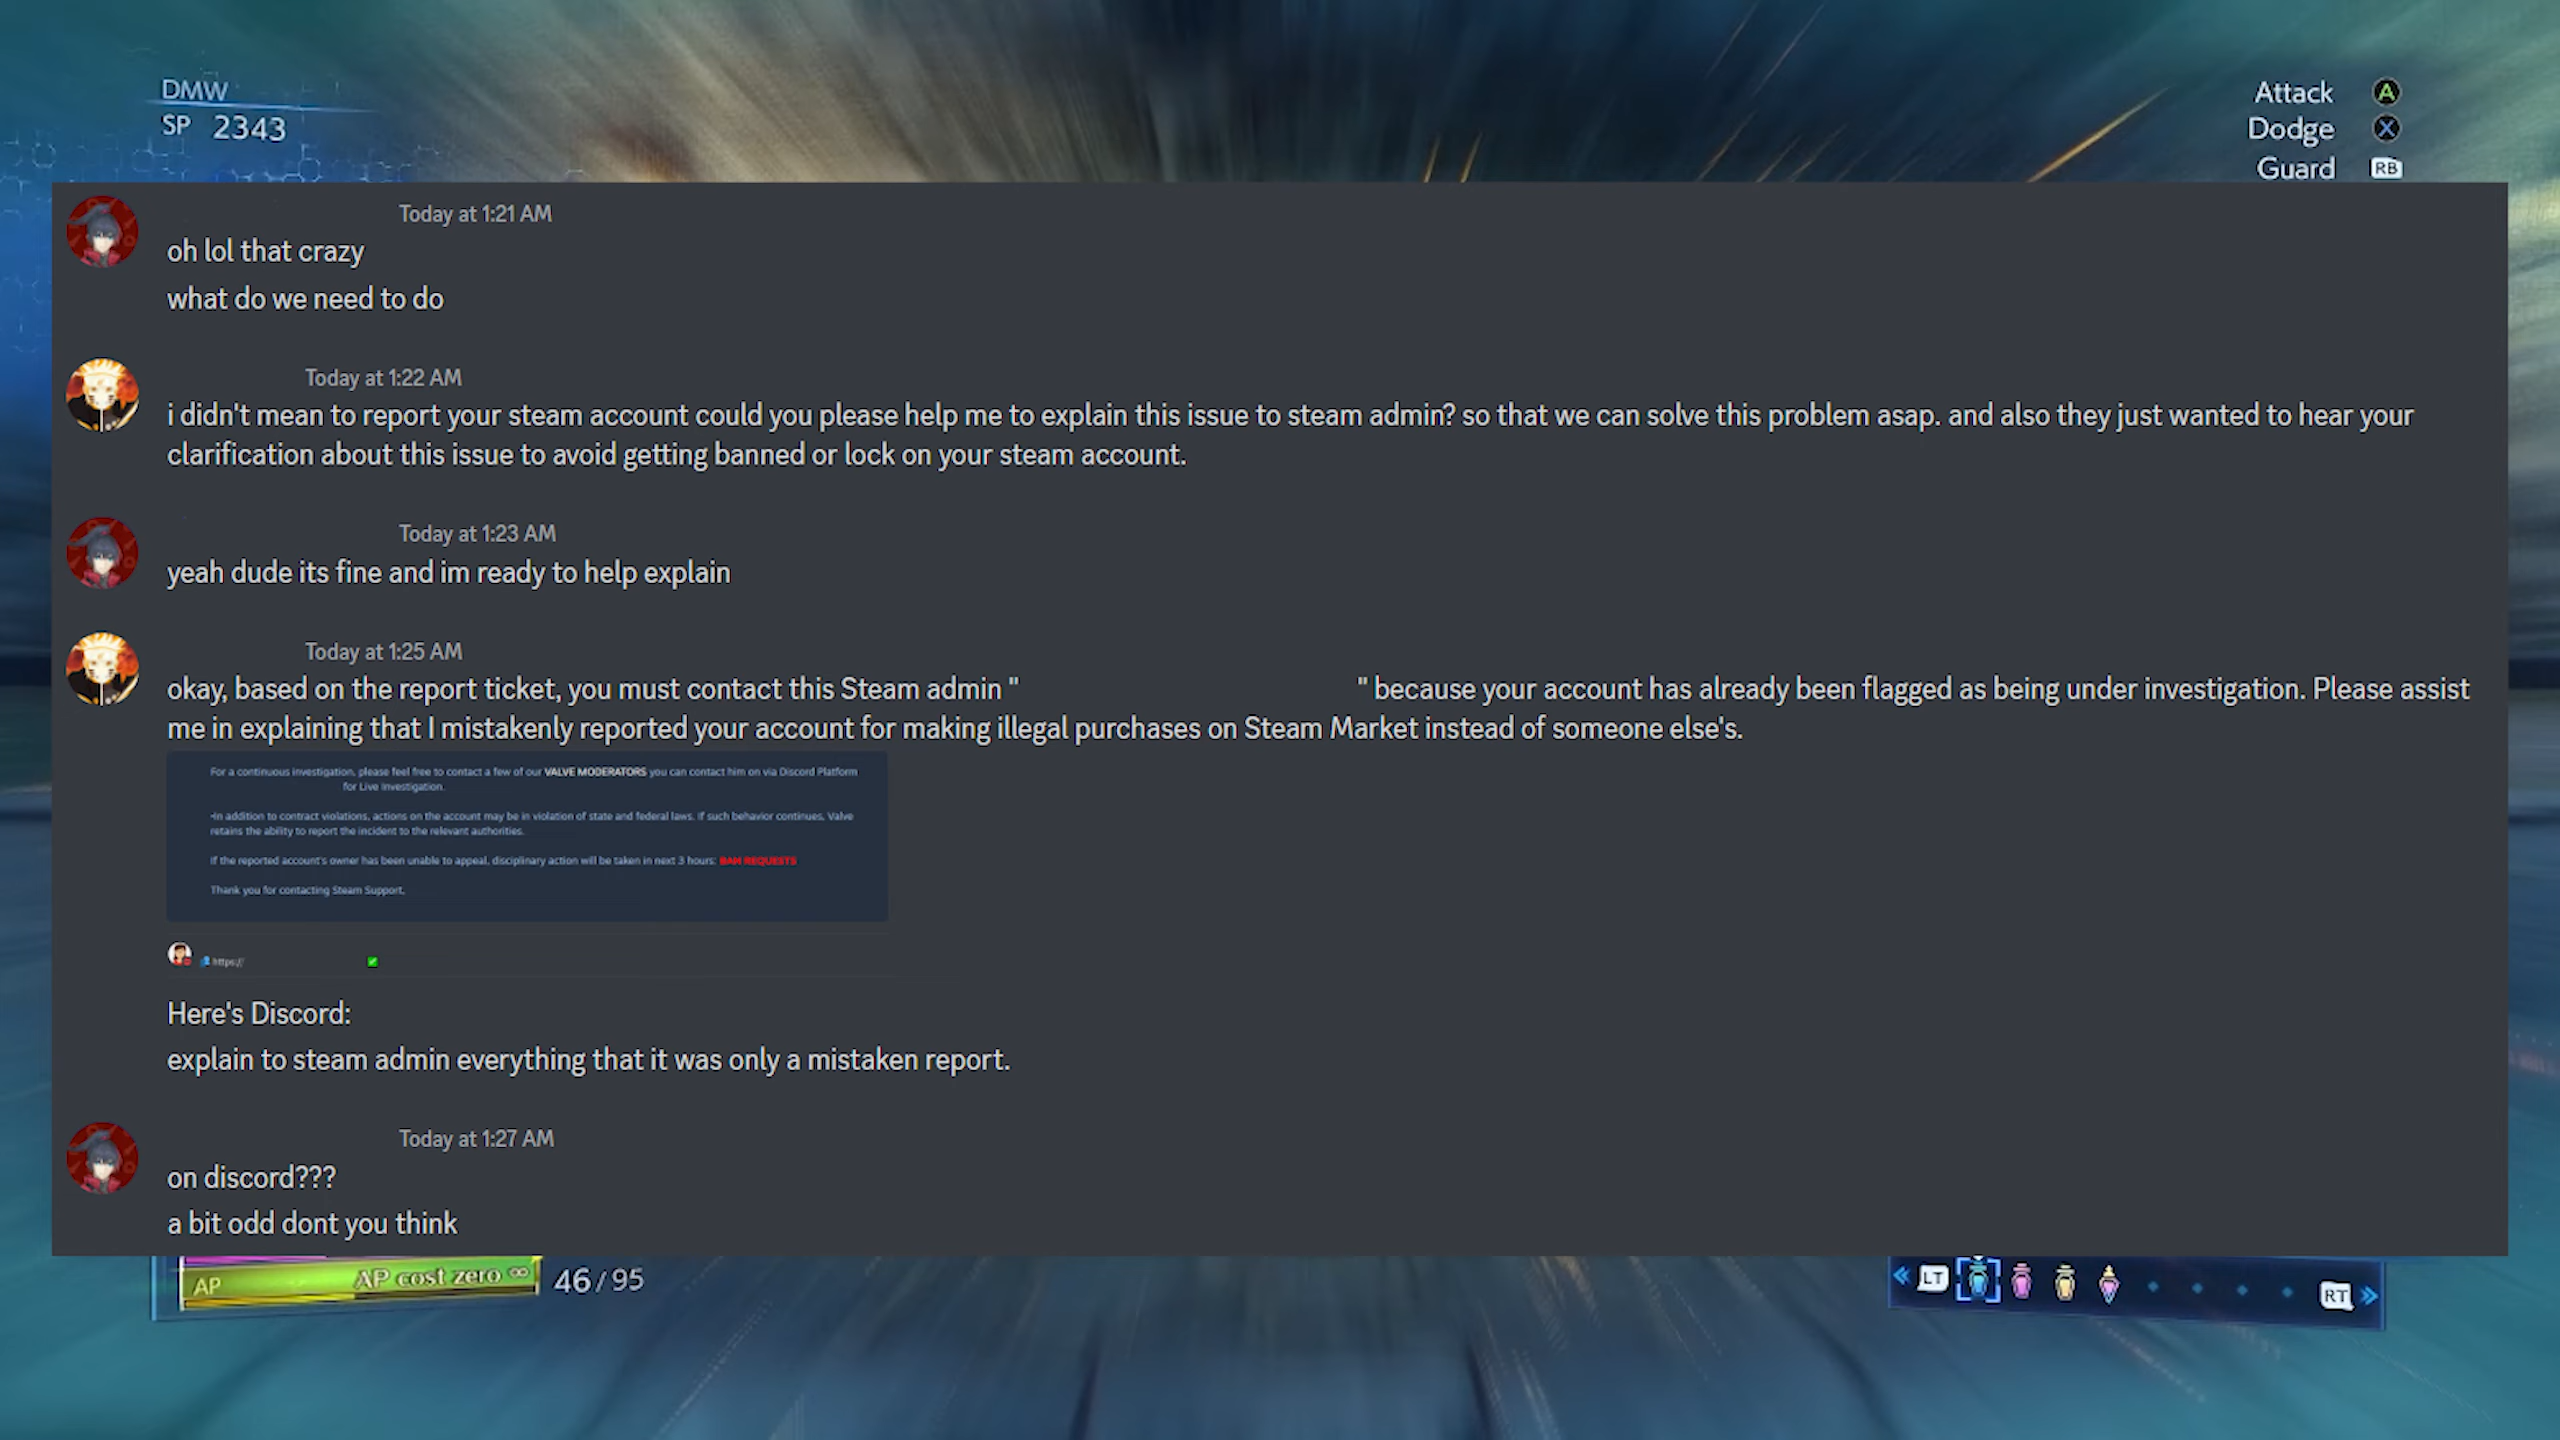 DMW
SP 2343
Attack A
Dodge X
Guard RB
Today at 1:21 AM
oh lol that crazy
what do we need to do
Today at 1:22 AM
i didn't mean to report your steam account could you please help me to explain this issue to steam admin? so that we can solve this problem asap. and also they just wanted to hear your
clarification about this issue to avoid getting banned or lock on your steam account.
Today at 1:23 AM
yeah dude its fine and im ready to help explain
Today at 1:25 AM
okay, based on the report ticket, you must contact this Steam admin " " because your account has already been flagged as being under investigation. Please assist
me in explaining that I mistakenly reported your account for making illegal purchases on Steam Market instead of someone else's.
For a continuous investigation, please feel free to contact a few of our VALVE MODERATORS you can contact him on via Discord Platform
for Live Investigation.
-In addition to contract violations, actions on the account may be in violation of state and federal laws. If such behavior continues, Valve
retains the ability to report the incident to the relevant authorities.
If the reported account's owner has been unable to appeal, disciplinary action will be taken in next 3 hours: BAN REQUESTS
Thank you for contacting Steam Support.
https://
Here's Discord:
explain to steam admin everything that it was only a mistaken report.
Today at 1:27 AM
on discord???
a bit odd dont you think
AP AP cost zero ∞ 46/95
LT RT